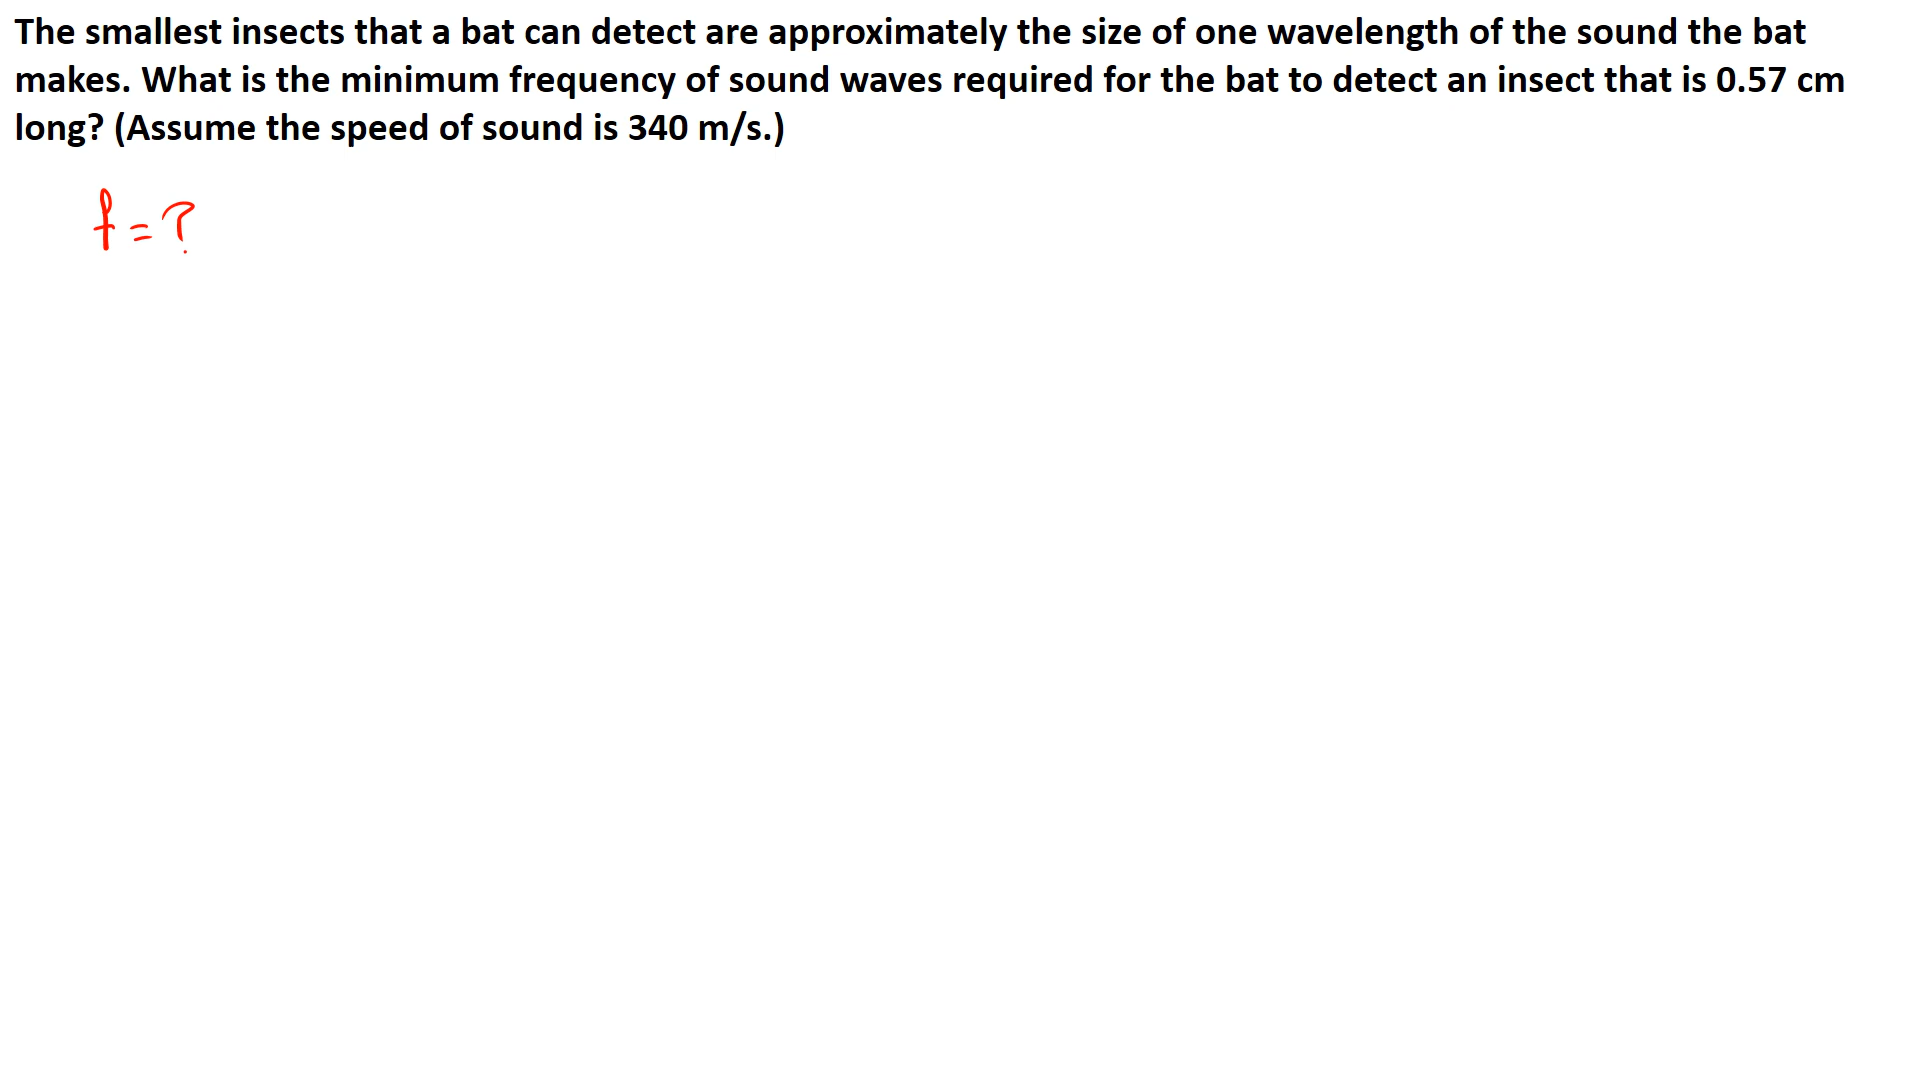 The smallest insects that a bat can detect are approximately the size of one wavelength of the sound the bat
makes. What is the minimum frequency of sound waves required for the bat to detect an insect that is 0.57 cm
long? (Assume the speed of sound is 340 m/s.)
f = ?